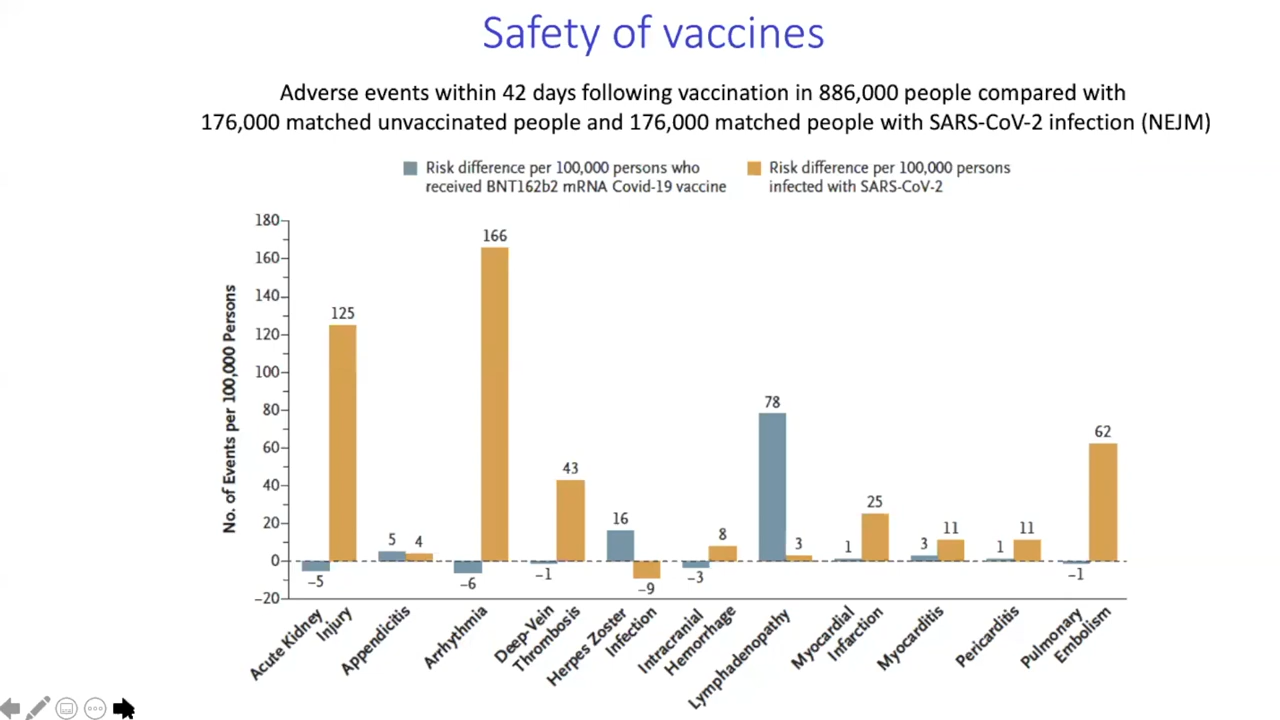 Safety of vaccines
Adverse events within 42 days following vaccination in 886,000 people compared with
176,000 matched unvaccinated people and 176,000 matched people with SARS-CoV-2 infection (NEJM)
Risk difference per 100,000 persons who
received BNT162b2 mRNA Covid-19 vaccine
Risk difference per 100,000 persons
infected with SARS-CoV-2
No. of Events per 100,000 Persons
180
160
140
120
100
80
60
40
20
0
−20
−5
125
5
4
−6
166
−1
43
16
−9
−3
8
78
3
1
25
3
11
1
11
−1
62
Acute Kidney
Injury
Appendicitis
Arrhythmia
Deep-Vein
Thrombosis
Herpes Zoster
Infection
Intracranial
Hemorrhage
Lymphadenopathy
Myocardial
Infarction
Myocarditis
Pericarditis
Pulmonary
Embolism